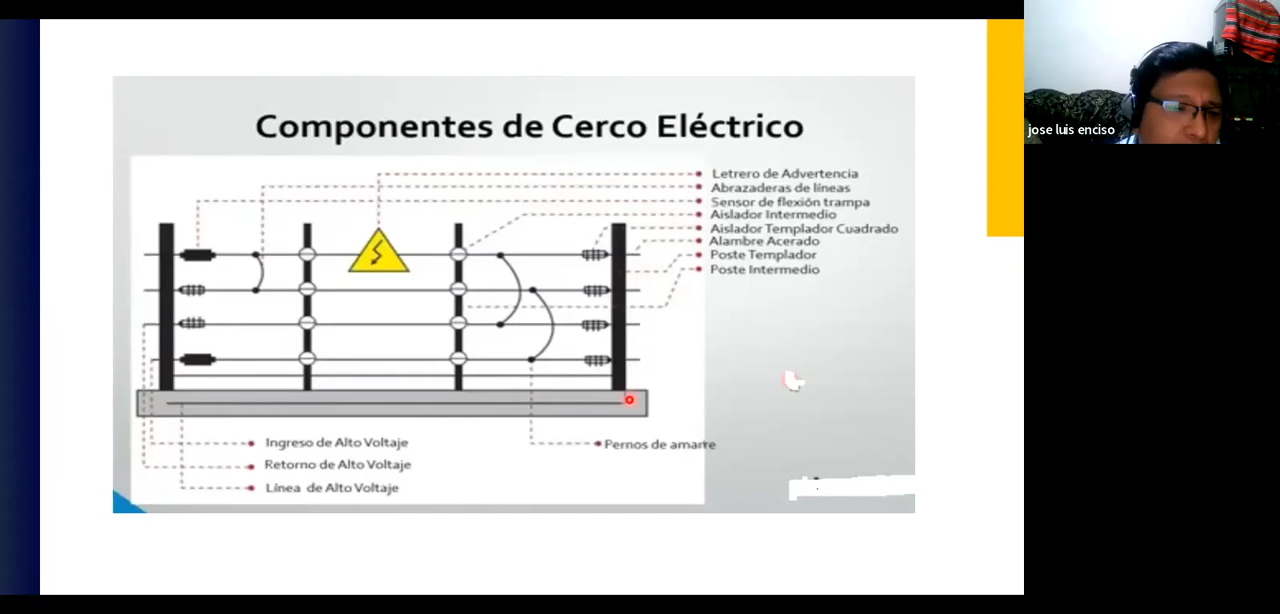 Componentes de Cerco Eléctrico
Letrero de Advertencia
Abrazaderas de líneas
Sensor de flexión trampa
Aislador Intermedio
Aislador Templador Cuadrado
Alambre Acerado
Poste Templador
Poste Intermedio
Ingreso de Alto Voltaje
Retorno de Alto Voltaje
Línea de Alto Voltaje
Pernos de amarre
jose luis enciso